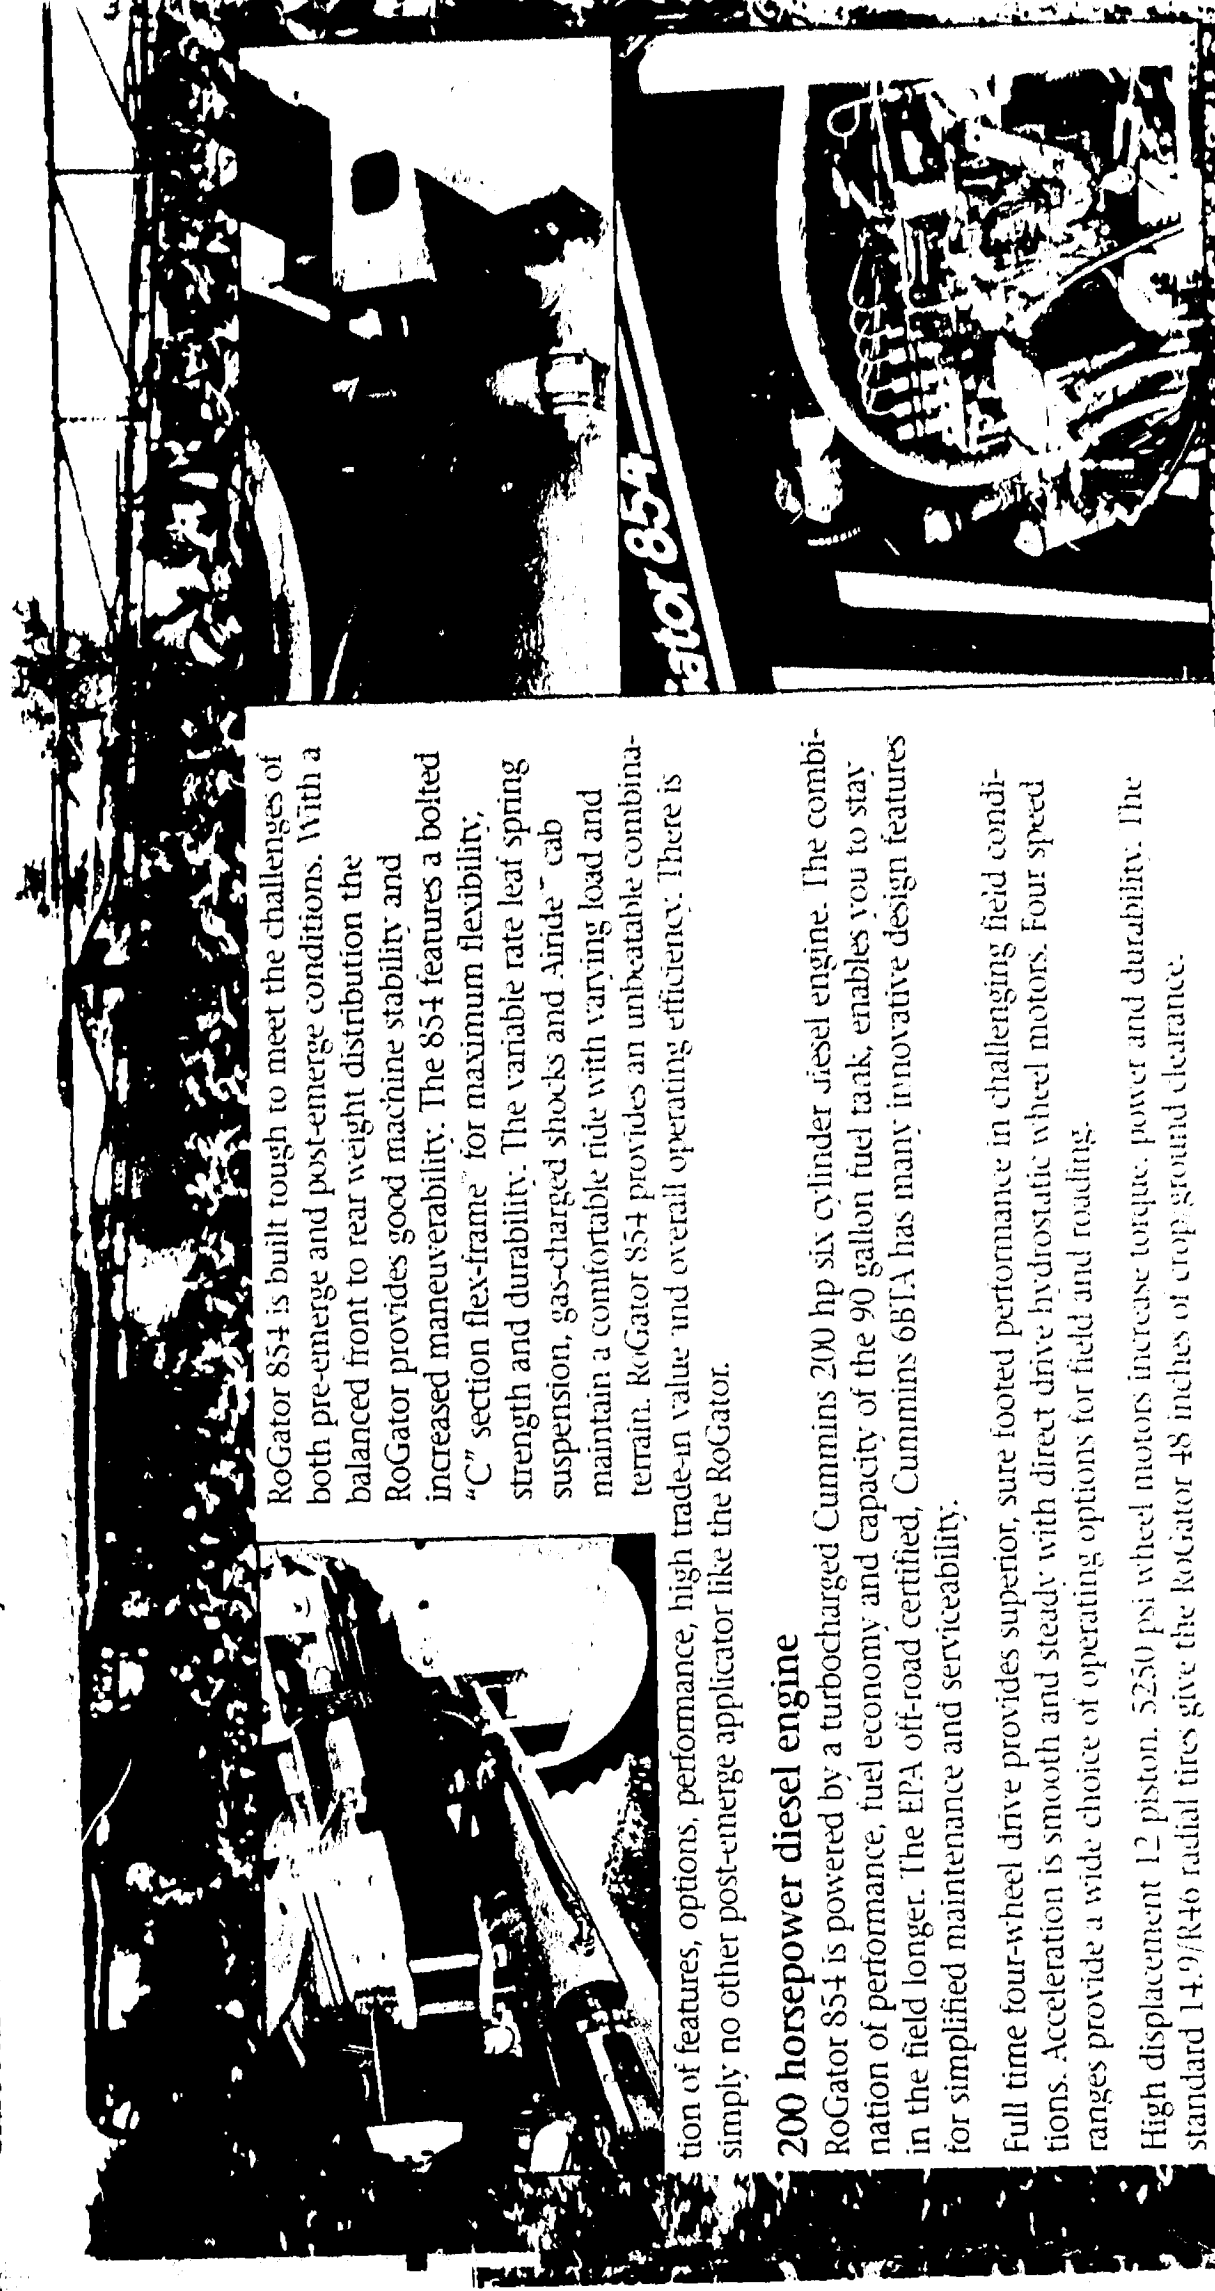 RoGator 854 is built tough to meet the challenges of
both pre-emerge and post-emerge conditions. With a
balanced front to rear weight distribution the
RoGator provides good machine stability and
increased maneuverability. The 854 features a bolted
"C" section flex-frame™ for maximum flexibility,
strength and durability. The variable rate leaf spring
suspension, gas-charged shocks and Airide™ cab
maintain a comfortable ride with varying load and
terrain. RoGator 854 provides an unbeatable combina-
tion of features, options, performance, high trade-in value and overall operating efficiency. There is
simply no other post-emerge applicator like the RoGator.
200 horsepower diesel engine
RoGator 854 is powered by a turbocharged Cummins 200 hp six cylinder diesel engine. The combi-
nation of performance, fuel economy and capacity of the 90 gallon fuel tank, enables you to stay
in the field longer. The EPA off-road certified, Cummins 6BTA has many innovative design features
for simplified maintenance and serviceability.
Full time four-wheel drive provides superior, sure footed performance in challenging field condi-
tions. Acceleration is smooth and steady with direct drive hydrostatic wheel motors. Four speed
ranges provide a wide choice of operating options for field and roading.
High displacement 12 piston, 5250 psi wheel motors increase torque, power and durability. The
standard 14.9/R46 radial tires give the RoGator 48 inches of crop/ground clearance.
ator 854